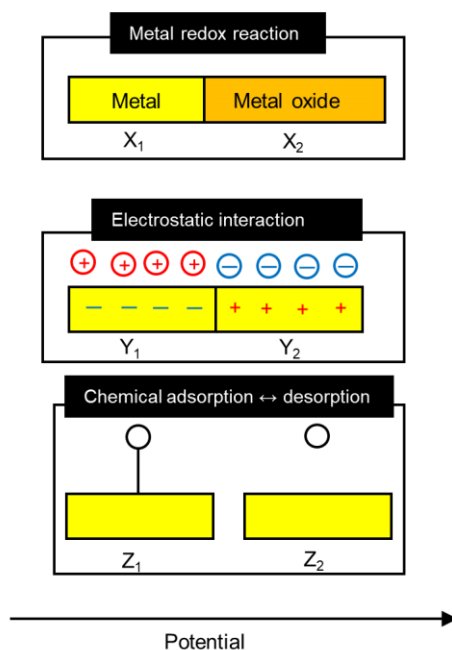 Metal redox reaction
Metal Metal oxide
X₁ X₂
Electrostatic interaction
+ + + + − − − −
− − − − + + + +
Y₁ Y₂
Chemical adsorption ↔ desorption
Z₁ Z₂
Potential